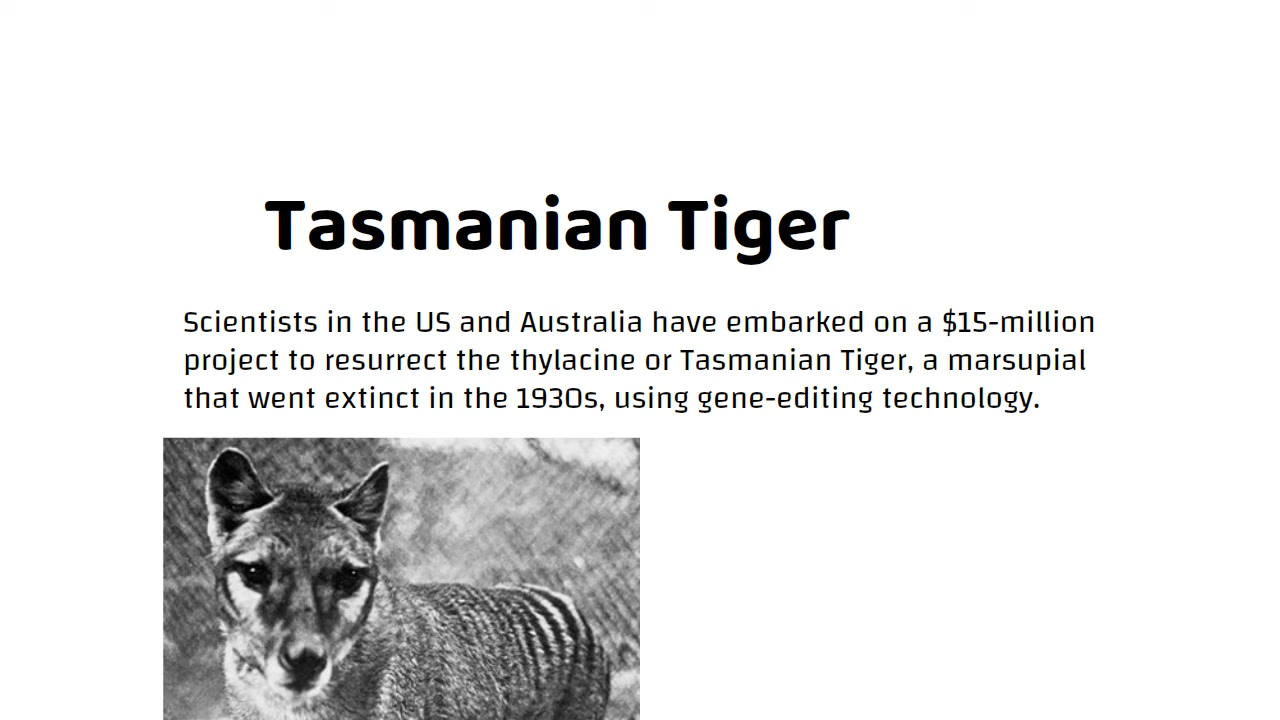 Tasmanian Tiger
Scientists in the US and Australia have embarked on a $15-million
project to resurrect the thylacine or Tasmanian Tiger, a marsupial
that went extinct in the 1930s, using gene-editing technology.